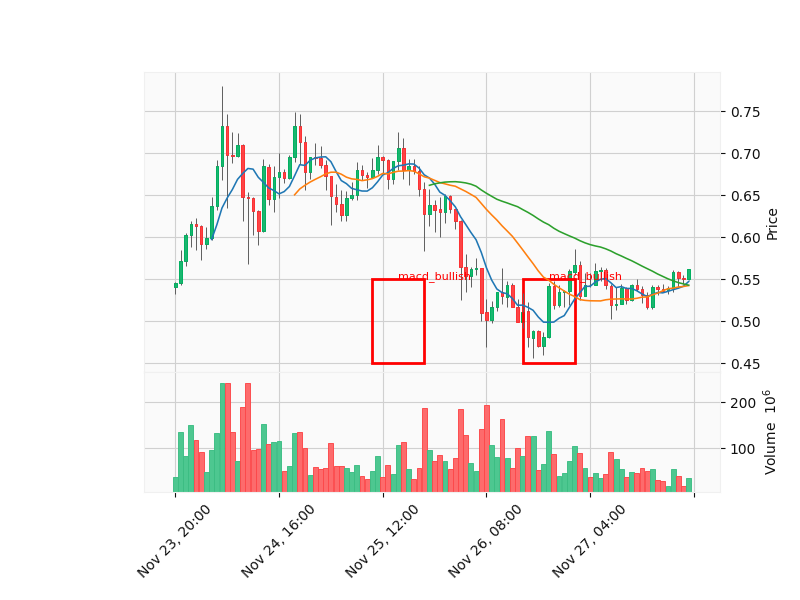 0.75
0.70
0.65
0.60
0.55
0.50
0.45
Price
macd_bullish
macd_bullish
200
100
Volume 10^6
Nov 23, 20:00
Nov 24, 16:00
Nov 25, 12:00
Nov 26, 08:00
Nov 27, 04:00